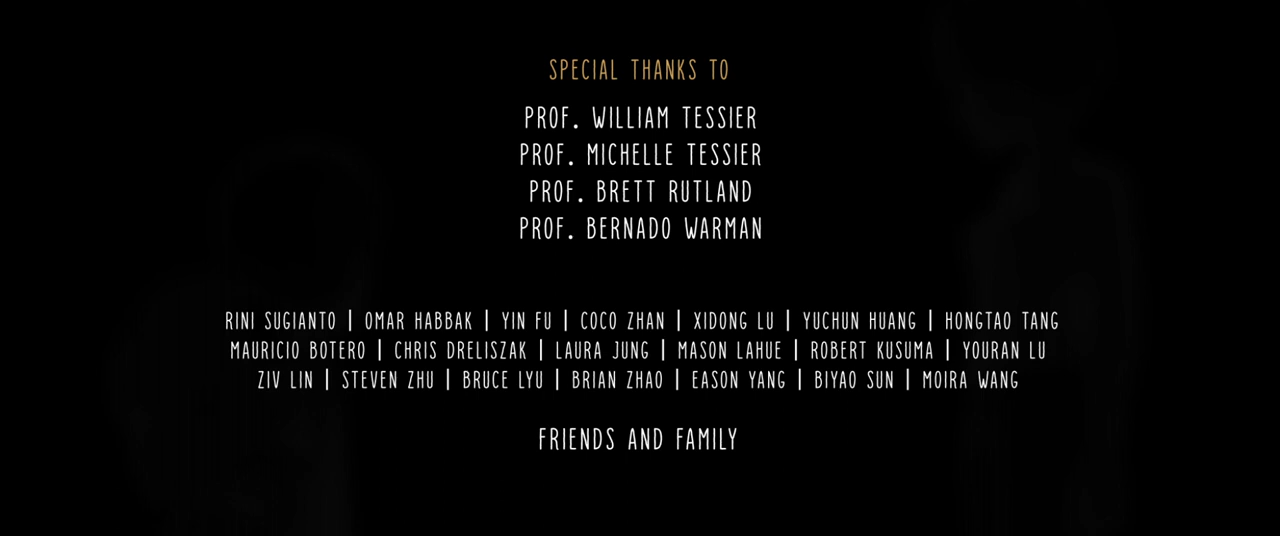 SPECIAL THANKS TO
PROF. WILLIAM TESSIER
PROF. MICHELLE TESSIER
PROF. BRETT RUTLAND
PROF. BERNADO WARMAN
RINI SUGIANTO | OMAR HABBAK | YIN FU | COCO ZHAN | XIDONG LU | YUCHUN HUANG | HONGTAO TANG
MAURICIO BOTERO | CHRIS DRELISZAK | LAURA JUNG | MASON LAHUE | ROBERT KUSUMA | YOURAN LU
ZIV LIN | STEVEN ZHU | BRUCE LYU | BRIAN ZHAO | EASON YANG | BIYAO SUN | MOIRA WANG
FRIENDS AND FAMILY